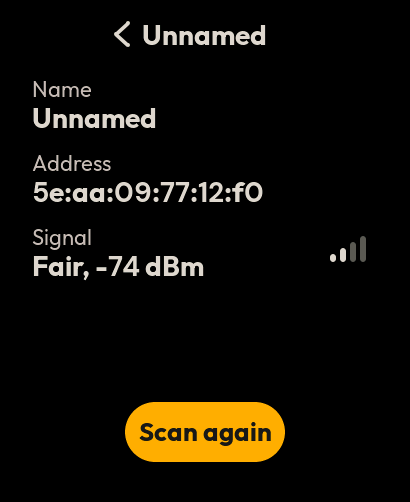 Unnamed
Name
Unnamed
Address
5e:aa:09:77:12:f0
Signal
Fair, -74 dBm
Scan again